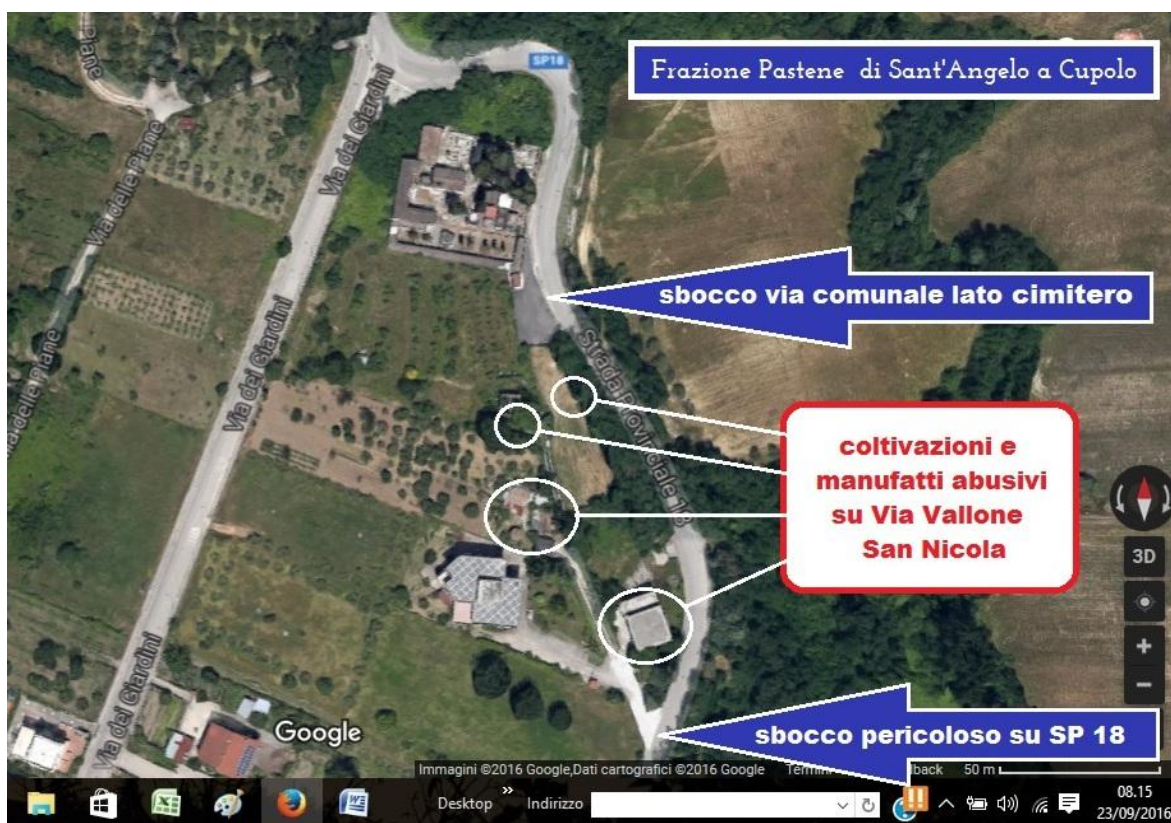 Piane
SP18
Frazione Pastene di Sant'Angelo a Cupolo
Via dei Giardini
Via delle Piane
sbocco via comunale lato cimitero
Via dei Giardini
Strada Provinciale 18
delle Piane
coltivazioni e
manufatti abusivi
su Via Vallone
San Nicola
3D
+
-
Via dei Giardini
Google
sbocco pericoloso su SP 18
Immagini ©2016 Google,Dati cartografici ©2016 Google
50 m
Desktop » Indirizzo
08.15
23/09/2016